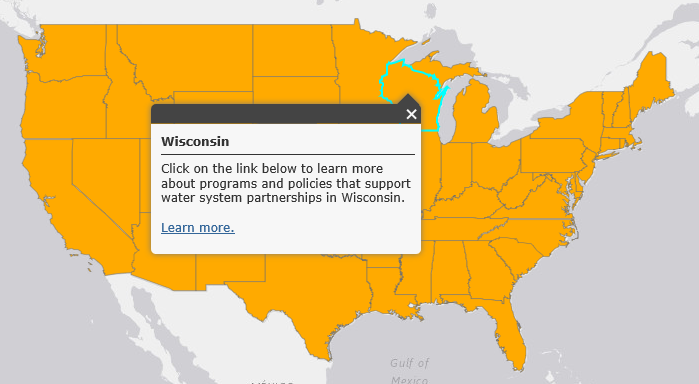 Wisconsin
Click on the link below to learn more
about programs and policies that support
water system partnerships in Wisconsin.
Learn more.
Gulf of
Mexico
MÉXICO